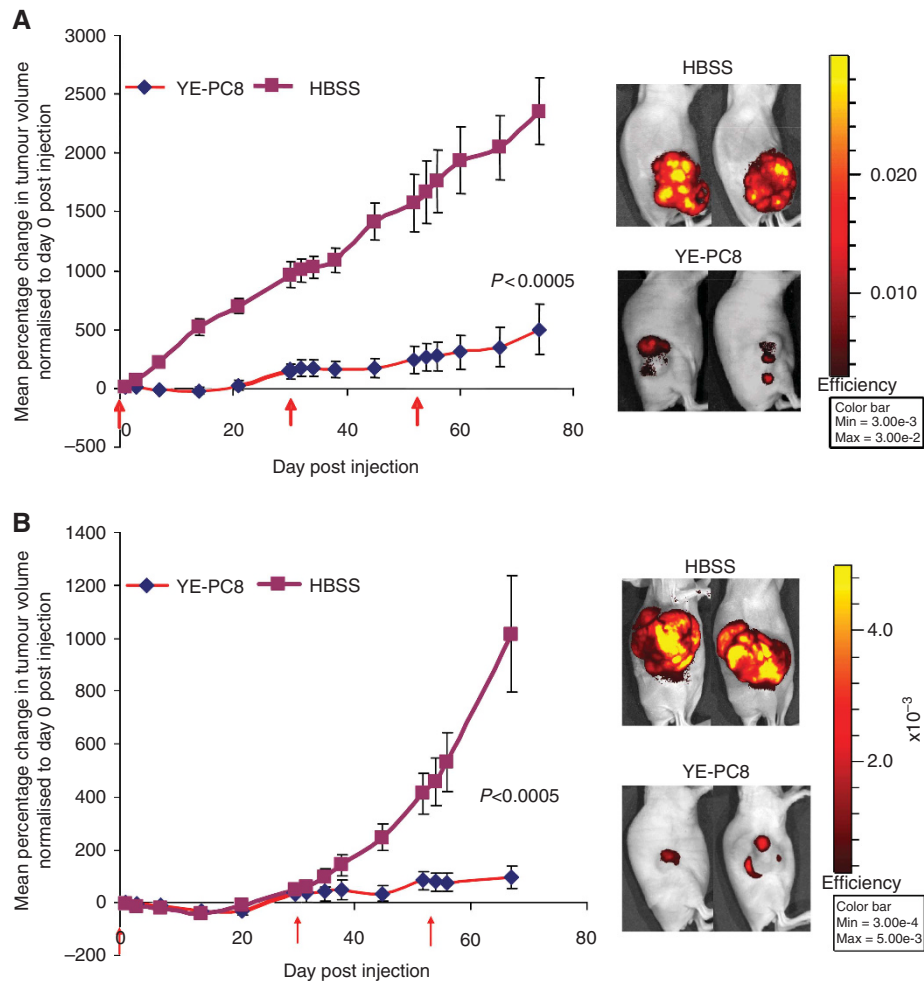 A
Mean percentage change in tumour volume
normalised to day 0 post injection
3000
2500
2000
1500
1000
500
0
–500
YE-PC8 HBSS
P<0.0005
0 20 40 60 80
Day post injection
HBSS
YE-PC8
0.020
0.010
Efficiency
Color bar
Min = 3.00e-3
Max = 3.00e-2
B
Mean percentage change in tumour volume
normalised to day 0 post injection
1400
1200
1000
800
600
400
200
0
–200
YE-PC8 HBSS
P<0.0005
0 20 40 60 80
Day post injection
HBSS
YE-PC8
4.0
2.0
x10⁻³
Efficiency
Color bar
Min = 3.00e-4
Max = 5.00e-3